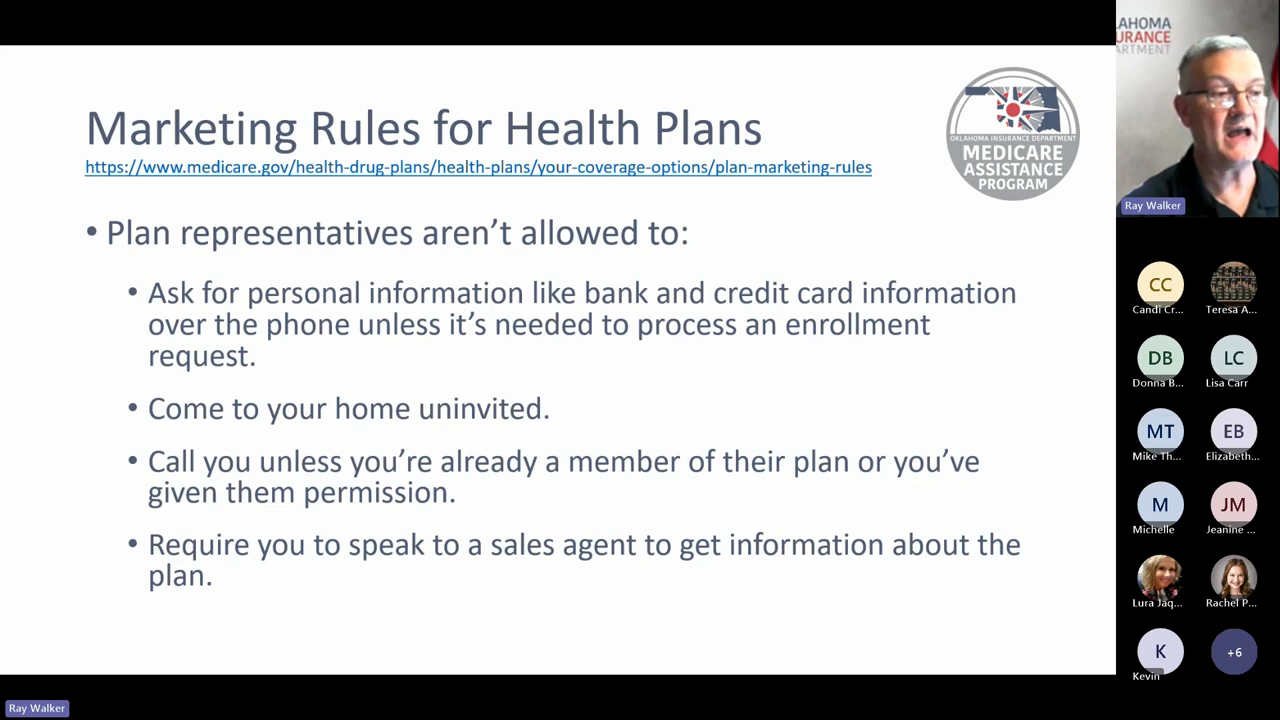 Marketing Rules for Health Plans
https://www.medicare.gov/health-drug-plans/health-plans/your-coverage-options/plan-marketing-rules
OKLAHOMA INSURANCE DEPARTMENT
MEDICARE
ASSISTANCE
PROGRAM
• Plan representatives aren’t allowed to:
• Ask for personal information like bank and credit card information
over the phone unless it’s needed to process an enrollment
request.
• Come to your home uninvited.
• Call you unless you’re already a member of their plan or you’ve
given them permission.
• Require you to speak to a sales agent to get information about the
plan.
LAHOMA
URANCE
ARTMENT
Ray Walker
CC
Candi Cr...
Teresa A...
DB
Donna B...
LC
Lisa Carr
MT
Mike Th...
EB
Elizabeth...
M
Michelle
JM
Jeanine ...
Lura Jaq...
Rachel P...
K
Kevin
+6
Ray Walker